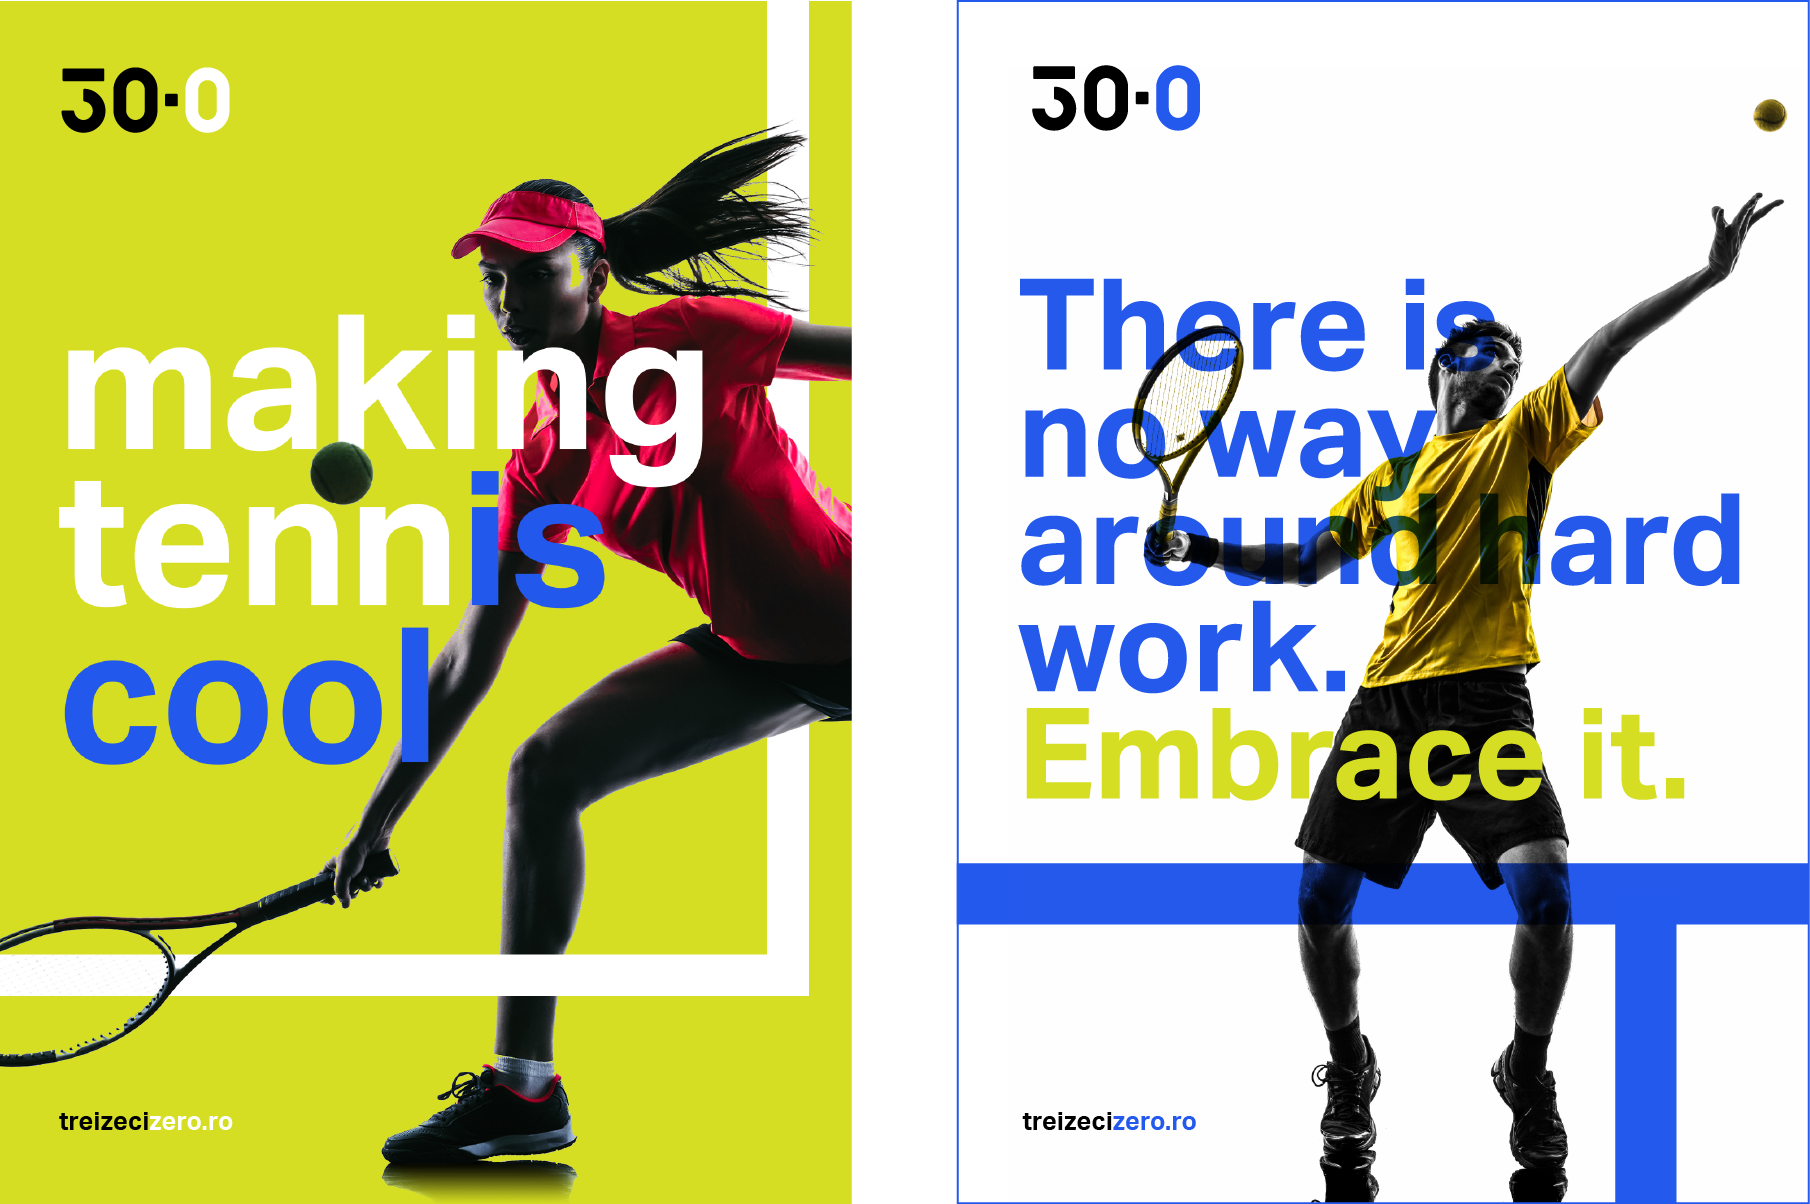 30·0
making
tennis
cool
treizecizero.ro
30·0
There is
no way
around hard
work.
Embrace it.
treizecizero.ro